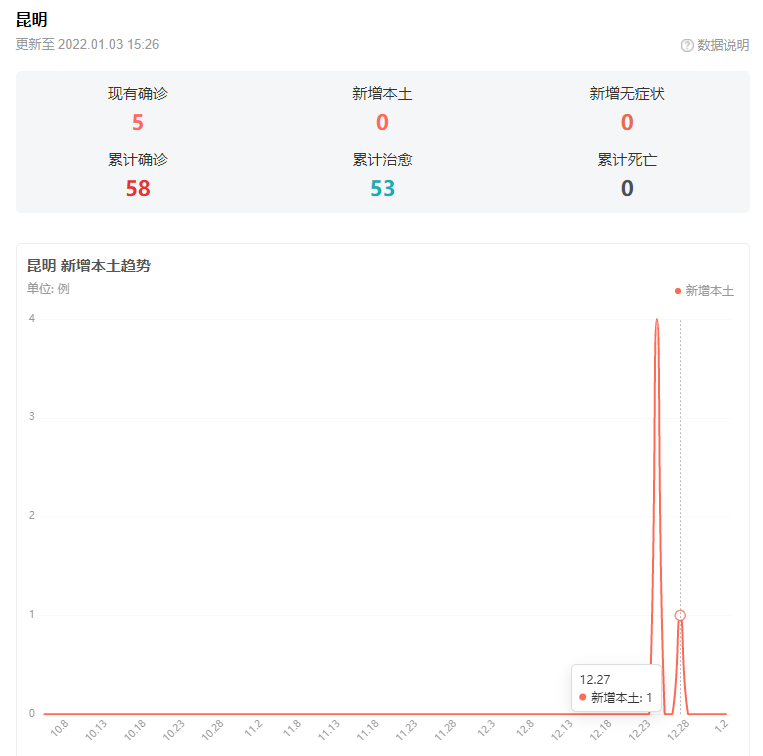 昆明
更新至 2022.01.03 15:26
数据说明
现有确诊 新增本土 新增无症状
5 0 0
累计确诊 累计治愈 累计死亡
58 53 0
昆明 新增本土趋势
单位: 例
新增本土
4
3
2
1
0
12.27
新增本土: 1
10.8 10.13 10.18 10.23 10.28 11.2 11.8 11.13 11.18 11.23 11.28 12.3 12.8 12.13 12.18 12.23 12.28 1.2